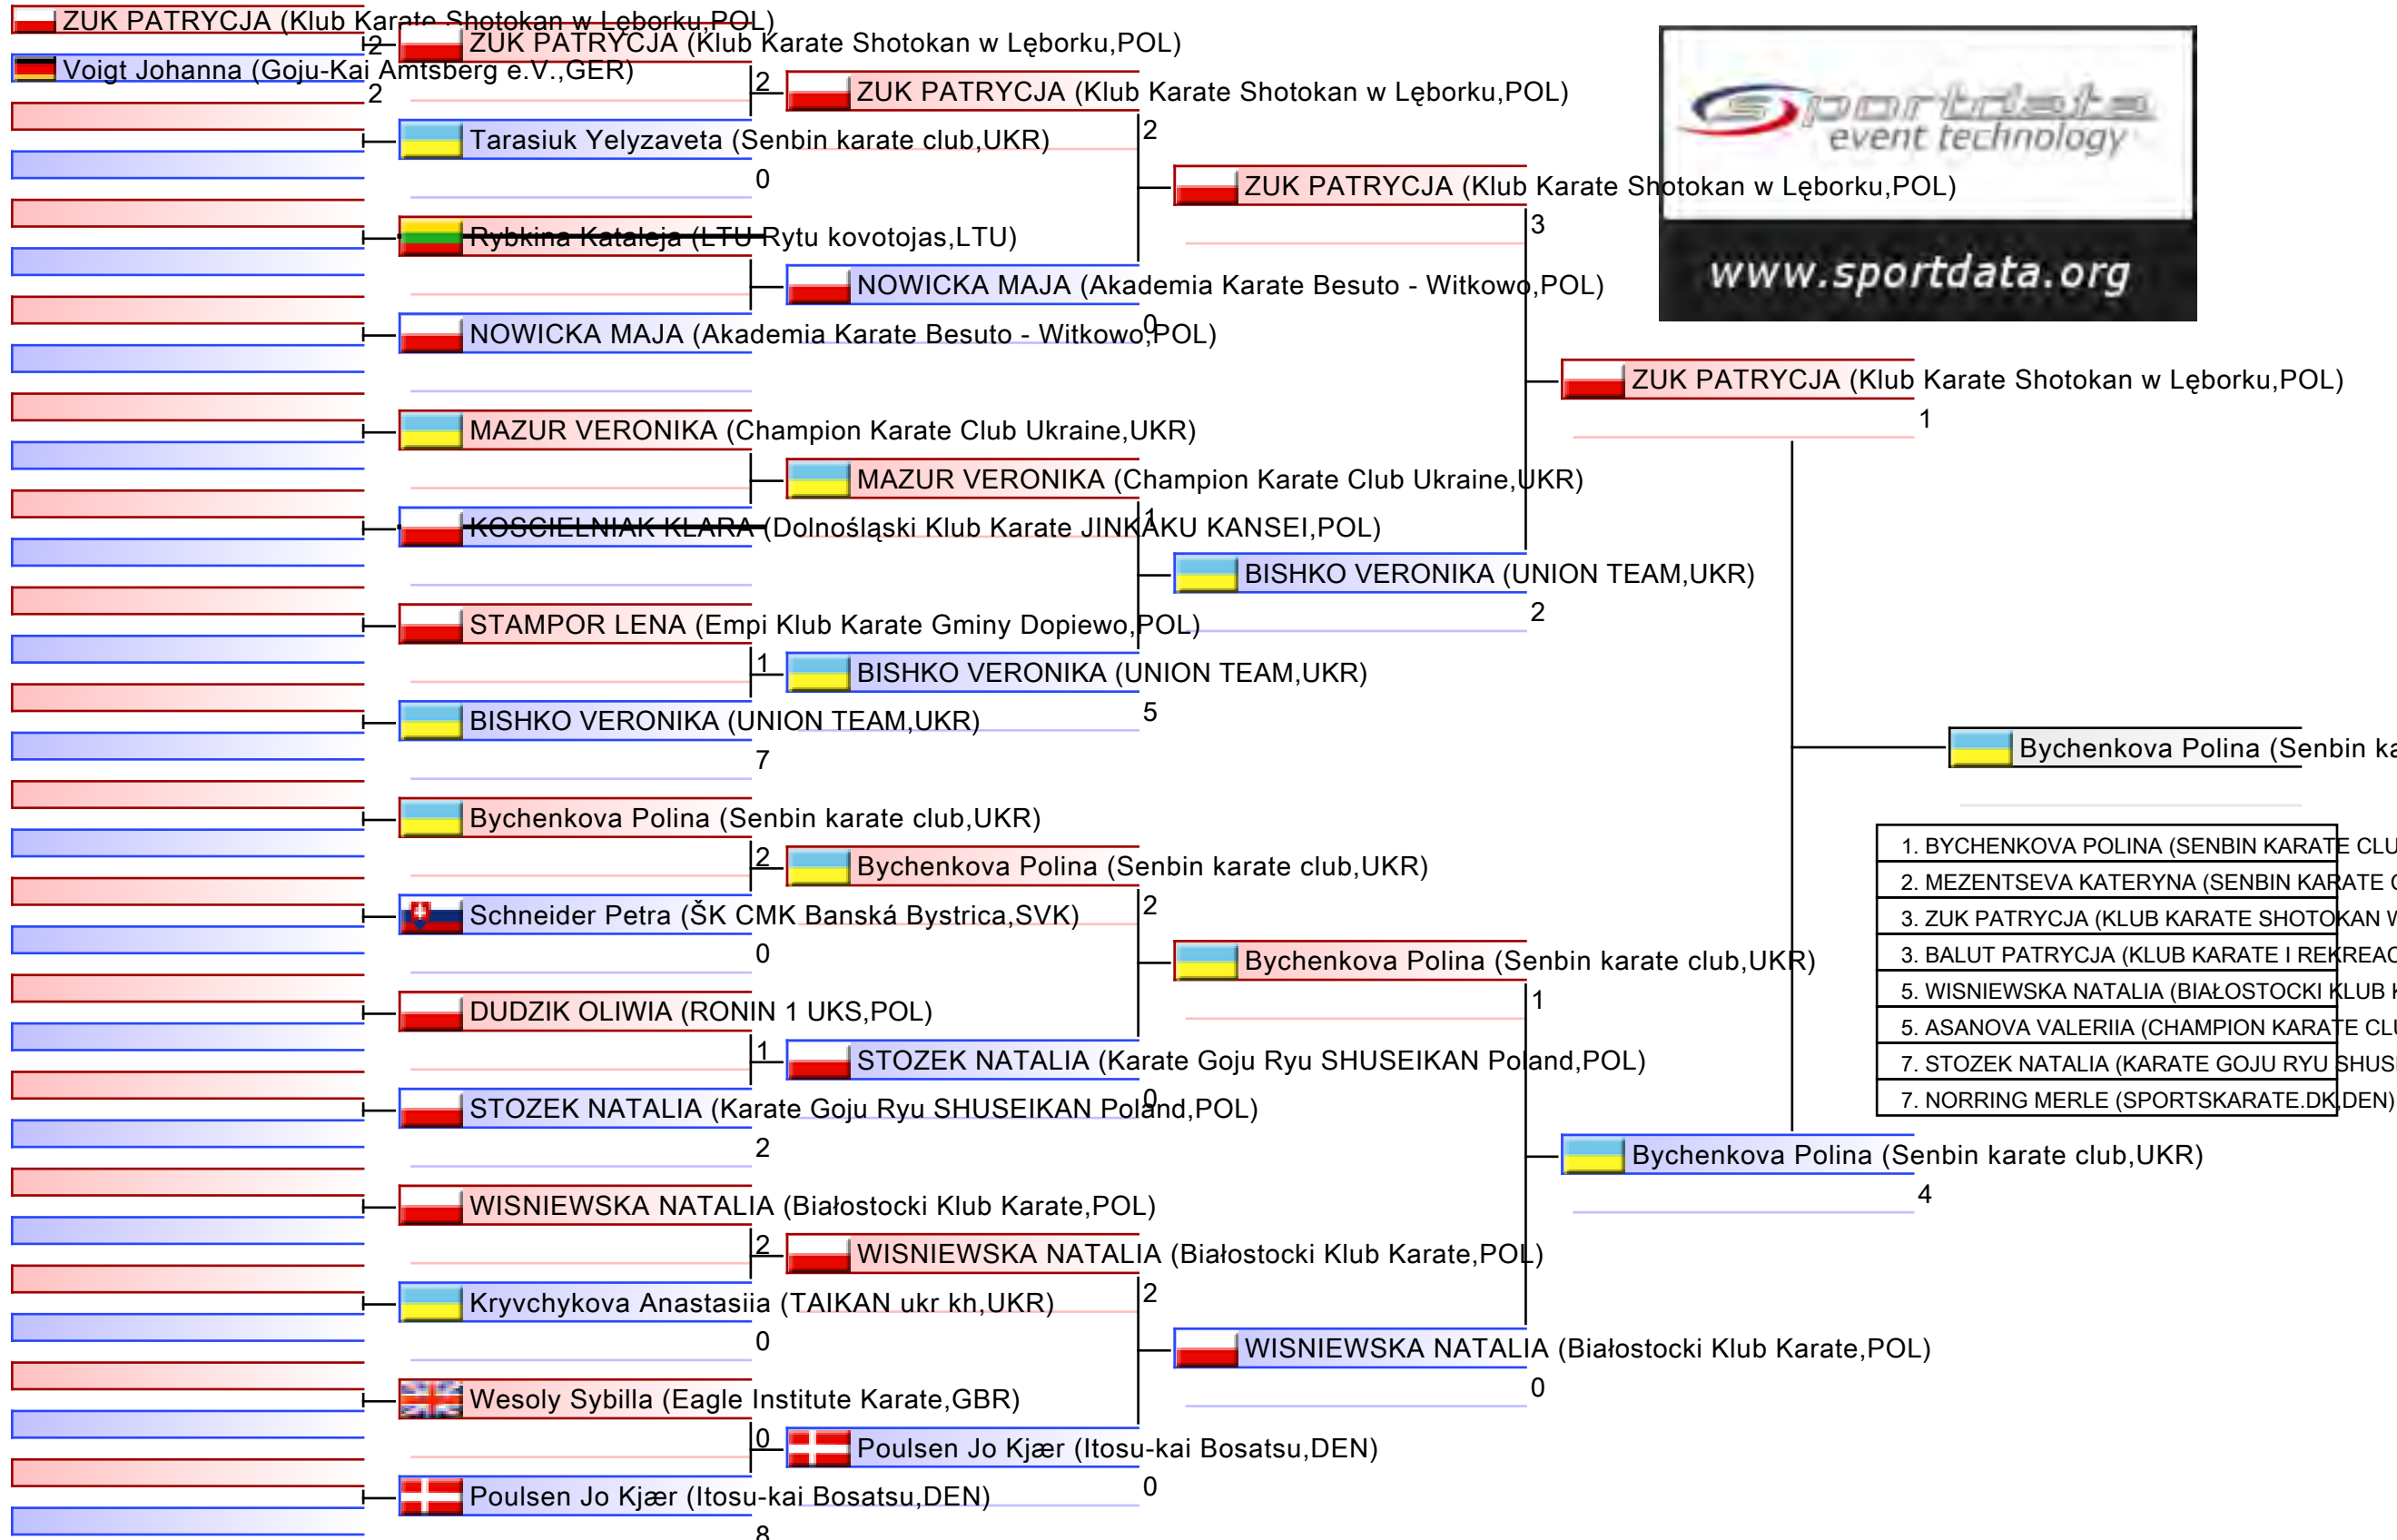 ZUK PATRYCJA (Klub Karate Shotokan w Lęborku,POL)
2
Voigt Johanna (Goju-Kai Amtsberg e.V.,GER)
2
ZUK PATRYCJA (Klub Karate Shotokan w Lęborku,POL)
2
Tarasiuk Yelyzaveta (Senbin karate club,UKR)
0
Rybkina Kataleja (LTU Rytu kovotojas,LTU)
NOWICKA MAJA (Akademia Karate Besuto - Witkowo,POL)
MAZUR VERONIKA (Champion Karate Club Ukraine,UKR)
KOSCIELNIAK KLARA (Dolnośląski Klub Karate JINKAKU KANSEI,POL)
STAMPOR LENA (Empi Klub Karate Gminy Dopiewo,POL)
1
BISHKO VERONIKA (UNION TEAM,UKR)
7
Bychenkova Polina (Senbin karate club,UKR)
2
Schneider Petra (ŠK CMK Banská Bystrica,SVK)
0
DUDZIK OLIWIA (RONIN 1 UKS,POL)
1
STOZEK NATALIA (Karate Goju Ryu SHUSEIKAN Poland,POL)
2
WISNIEWSKA NATALIA (Białostocki Klub Karate,POL)
2
Kryvchykova Anastasiia (TAIKAN ukr kh,UKR)
0
Wesoly Sybilla (Eagle Institute Karate,GBR)
0
Poulsen Jo Kjær (Itosu-kai Bosatsu,DEN)
8
ZUK PATRYCJA (Klub Karate Shotokan w Lęborku,POL)
2
NOWICKA MAJA (Akademia Karate Besuto - Witkowo,POL)
0
MAZUR VERONIKA (Champion Karate Club Ukraine,UKR)
1
BISHKO VERONIKA (UNION TEAM,UKR)
5
Bychenkova Polina (Senbin karate club,UKR)
2
STOZEK NATALIA (Karate Goju Ryu SHUSEIKAN Poland,POL)
0
WISNIEWSKA NATALIA (Białostocki Klub Karate,POL)
2
Poulsen Jo Kjær (Itosu-kai Bosatsu,DEN)
0
ZUK PATRYCJA (Klub Karate Shotokan w Lęborku,POL)
3
BISHKO VERONIKA (UNION TEAM,UKR)
2
Bychenkova Polina (Senbin karate club,UKR)
1
WISNIEWSKA NATALIA (Białostocki Klub Karate,POL)
0
ZUK PATRYCJA (Klub Karate Shotokan w Lęborku,POL)
1
Bychenkova Polina (Senbin karate club,UKR)
4
sportdata
event technology
www.sportdata.org
Bychenkova Polina (Senbin ka
1. BYCHENKOVA POLINA (SENBIN KARATE CLU
2. MEZENTSEVA KATERYNA (SENBIN KARATE
3. ZUK PATRYCJA (KLUB KARATE SHOTOKAN
3. BALUT PATRYCJA (KLUB KARATE I REKREAC
5. WISNIEWSKA NATALIA (BIAŁOSTOCKI KLUB
5. ASANOVA VALERIIA (CHAMPION KARATE CLU
7. STOZEK NATALIA (KARATE GOJU RYU SHUS
7. NORRING MERLE (SPORTSKARATE.DK,DEN)